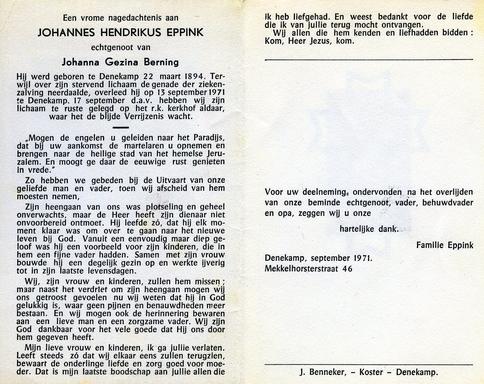 Een vrome nagedachtenis aan
JOHANNES HENDRIKUS EPPINK
echtgenoot van
Johanna Gezina Berning
Hij werd geboren te Denekamp 22 maart 1894. Ter-
wijl over zijn stervend lichaam de genade der zieken-
zalving neerdaalde, overleed hij op 13 september 1971
te Denekamp. 17 september d.a.v. hebben wij zijn
lichaam te ruste gelegd op het r.k. kerkhof aldaar,
waar het de blijde Verrijzenis wacht.
„Mogen de engelen u geleiden naar het Paradijs,
dat bij uw aankomst de martelaren u opnemen en
brengen naar de heilige stad van het hemelse Jeru-
zalem. En moogt ge daar de eeuwige rust genieten
in vrede."
Zo hebben we gebeden bij de Uitvaart van onze
geliefde man en vader, toen wij afscheid van hem
moesten nemen,
Zijn heengaan van ons was plotseling en geheel
onverwachts, maar de Heer heeft zijn dienaar niet
onvoorbereid ontmoet. Hij leefde zó, dat hij elk mo-
ment klaar was om over te gaan naar het nieuwe
leven bij God. Vanuit een eenvoudig maar diep ge-
loof was hij een voorbeeld voor zijn kinderen, die in
hem een fijne vader hadden. Samen met zijn vrouw
bouwde hij een degelijk gezin op en werkte ijverig
tot in zijn laatste levensdagen.
Wij, zijn vrouw en kinderen, zullen hem missen;
maar naast het verdriet om zijn heengaan mogen wij
ons getroost gevoelen nu wij weten dat hij in God
gelukkig is, waar geen pijnen en benauwdheden meer
bestaan. En wij mogen ook de herinnering bewaren
aan een lieve man en een zorgzame vader. Wij zijn
God dankbaar voor het vele goede dat Hij ons door
hem gegeven heeft.
Mijn lieve vrouw en kinderen, ik ga jullie verlaten.
Leeft steeds zó dat wij elkaar eens zullen terugzien,
bewaart de onderlinge liefde en zorg goed voor moe-
der. Dat is mijn laatste boodschap aan jullie allen die
ik heb liefgehad. En weest bedankt voor de liefde
die ik van jullie terug mocht ontvangen.
Wij allen die hem kenden en liefhadden bidden :
Kom, Heer Jezus, kom.
Voor uw deelneming, ondervonden na het overlijden
van onze beminde echtgenoot, vader, behuwdvader
en opa, zeggen wij u onze
hartelijke dank.
Familie Eppink
Denekamp, september 1971.
Mekkelhorsterstraat 46
J. Benneker, - Koster - Denekamp.